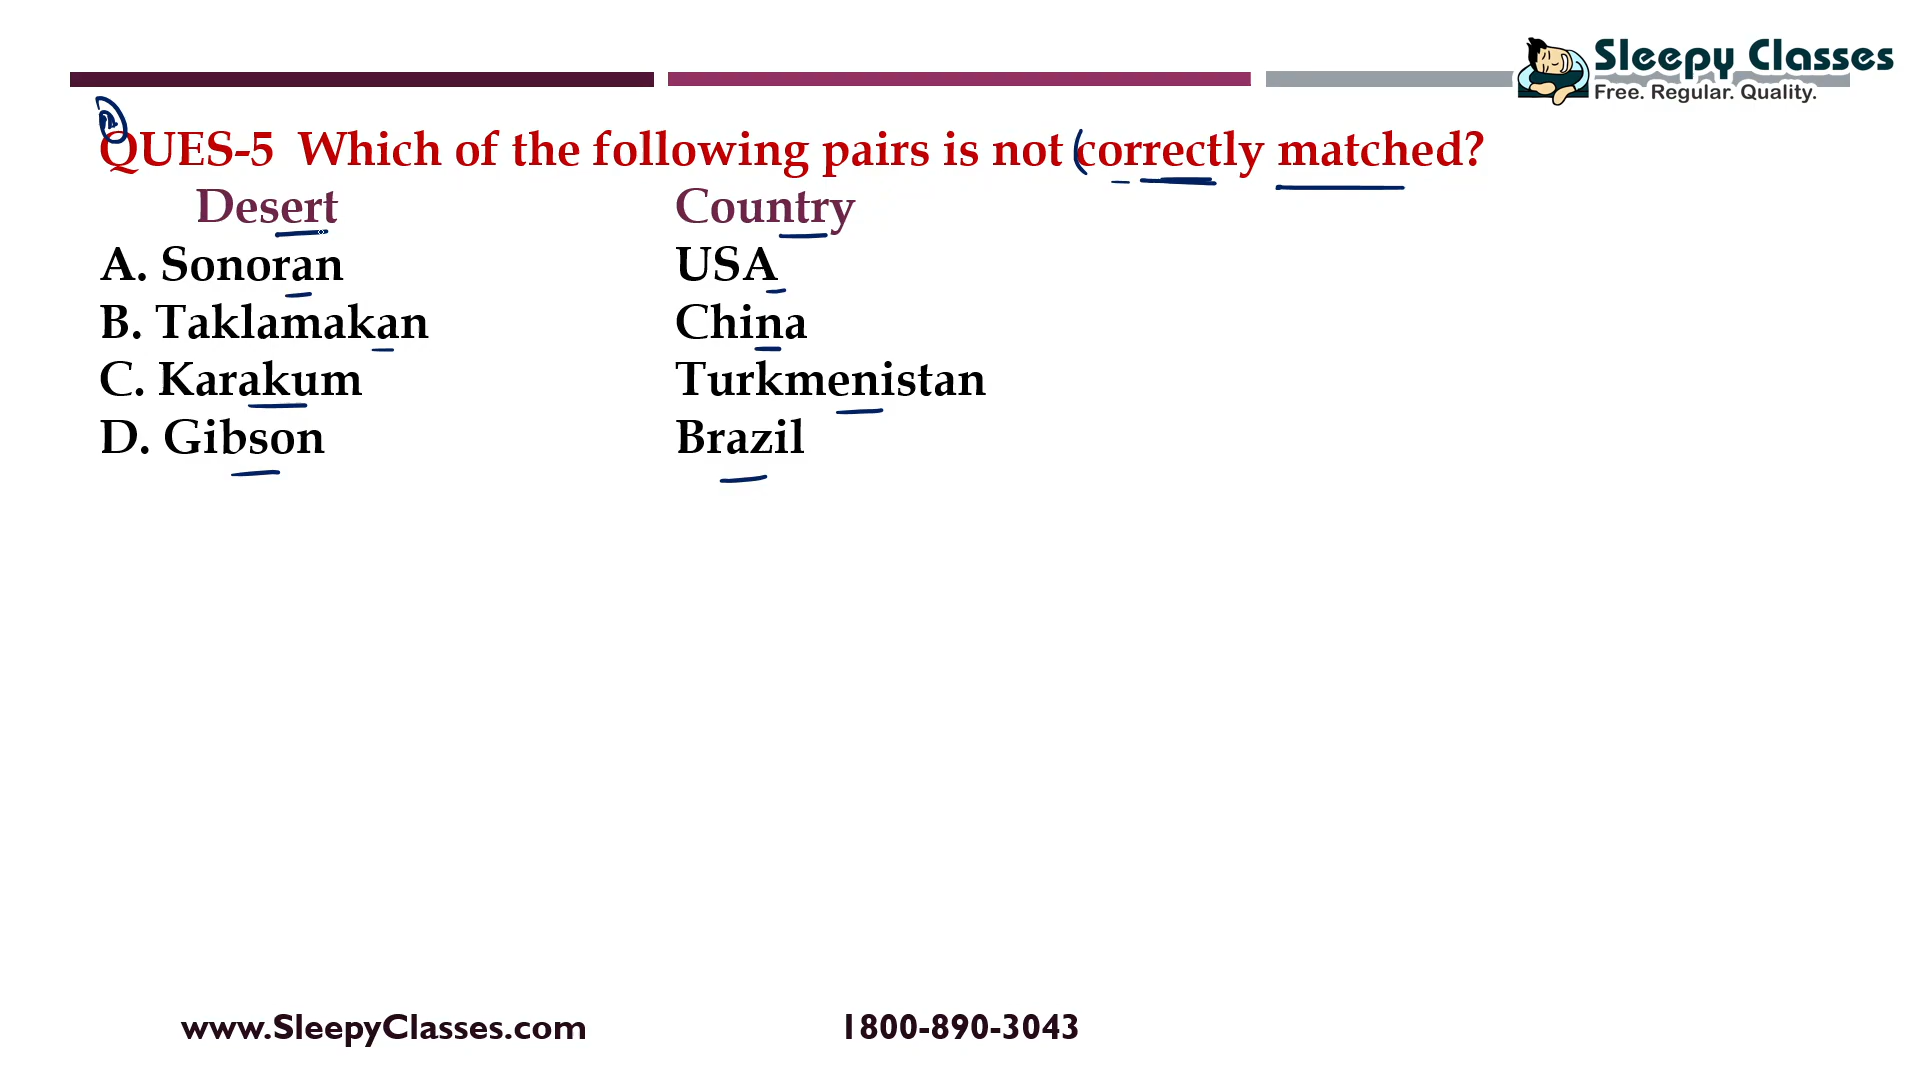 Sleepy Classes
Free. Regular. Quality.
QUES-5 Which of the following pairs is not correctly matched?
Desert Country
A. Sonoran USA
B. Taklamakan China
C. Karakum Turkmenistan
D. Gibson Brazil
www.SleepyClasses.com 1800-890-3043